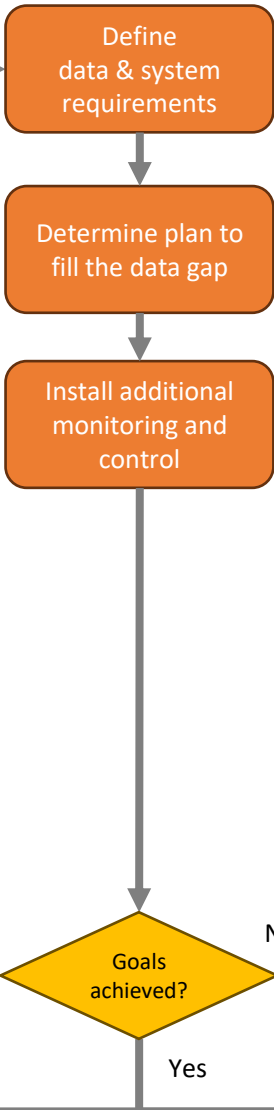 Define
data & system
requirements
Determine plan to
fill the data gap
Install additional
monitoring and
control
Goals
achieved?
Yes